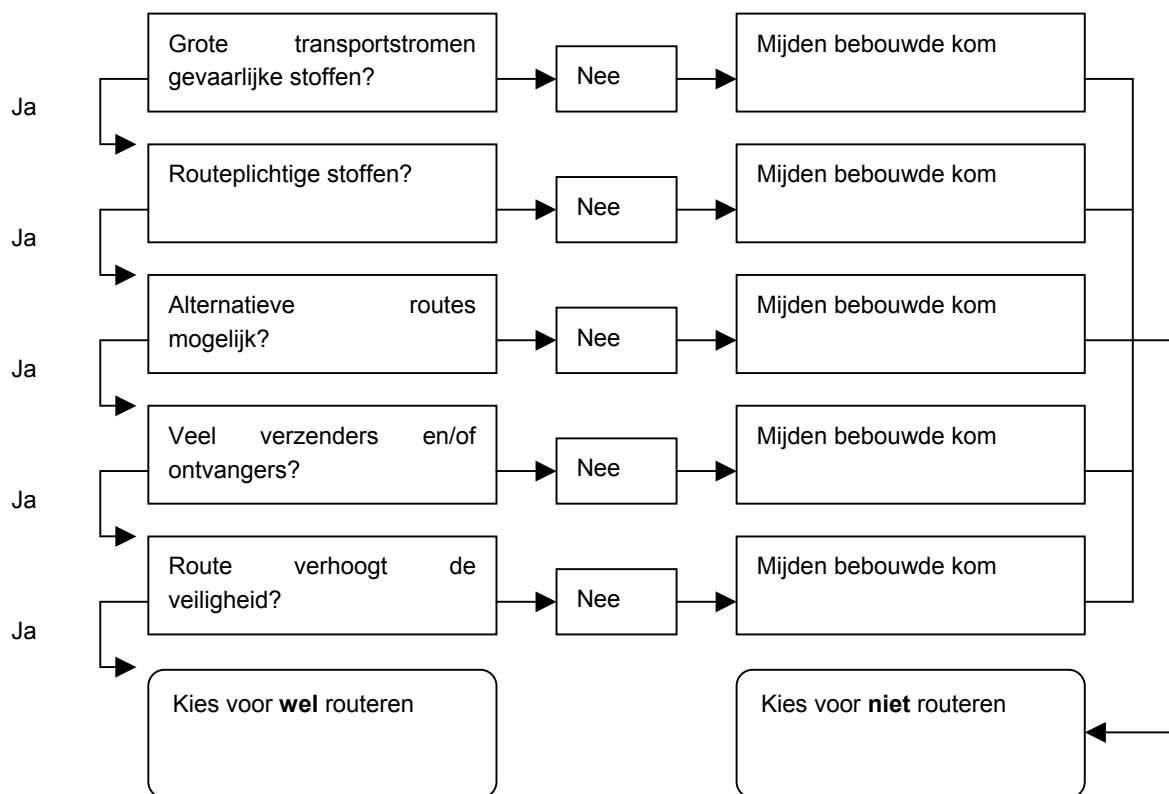 Grote transportstromen
gevaarlijke stoffen?
Nee
Mijden bebouwde kom
Ja
Routeplichtige stoffen?
Nee
Mijden bebouwde kom
Ja
Alternatieve routes
mogelijk?
Nee
Mijden bebouwde kom
Ja
Veel verzenders en/of
ontvangers?
Nee
Mijden bebouwde kom
Ja
Route verhoogt de
veiligheid?
Nee
Mijden bebouwde kom
Ja
Kies voor wel routeren
Kies voor niet routeren